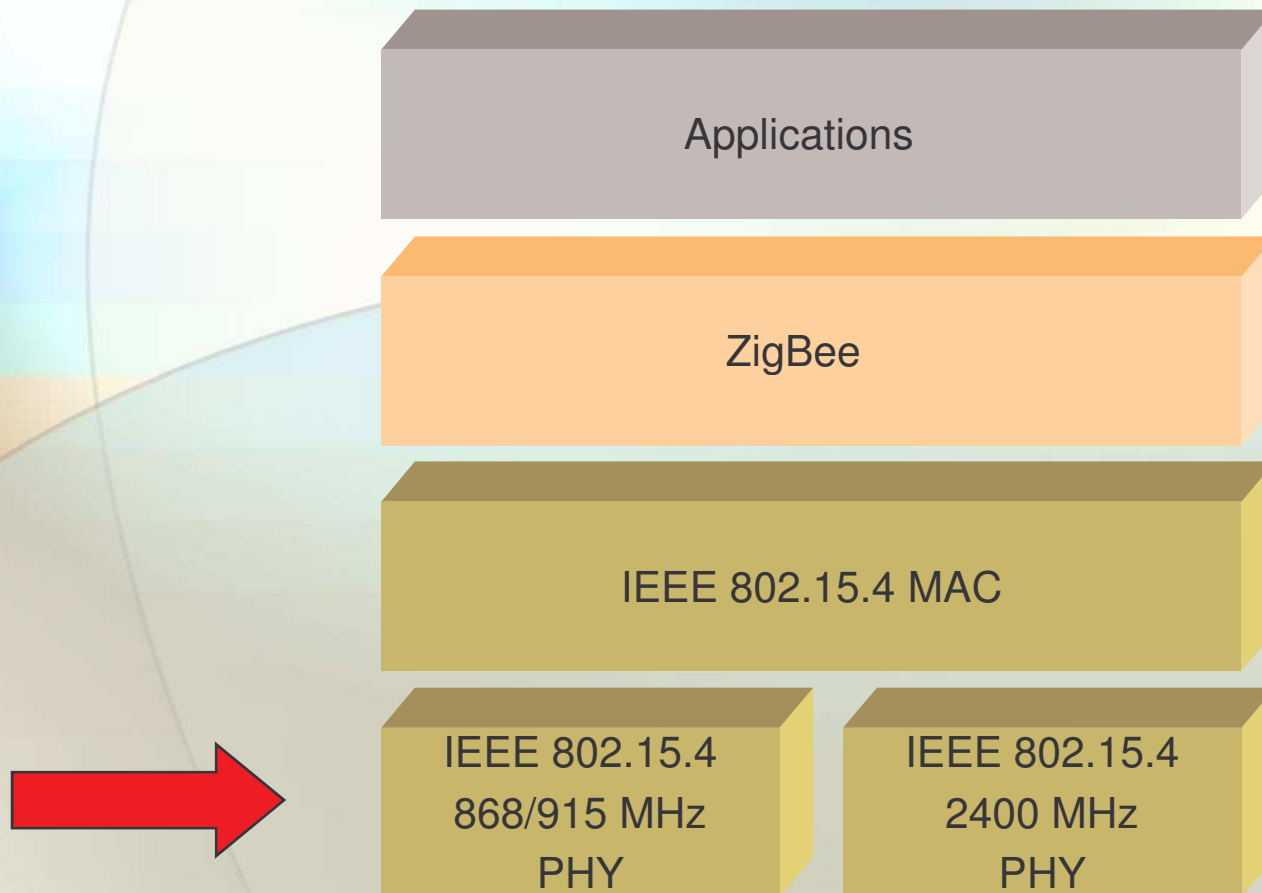 Applications
ZigBee
IEEE 802.15.4 MAC
IEEE 802.15.4
868/915 MHz
PHY
IEEE 802.15.4
2400 MHz
PHY